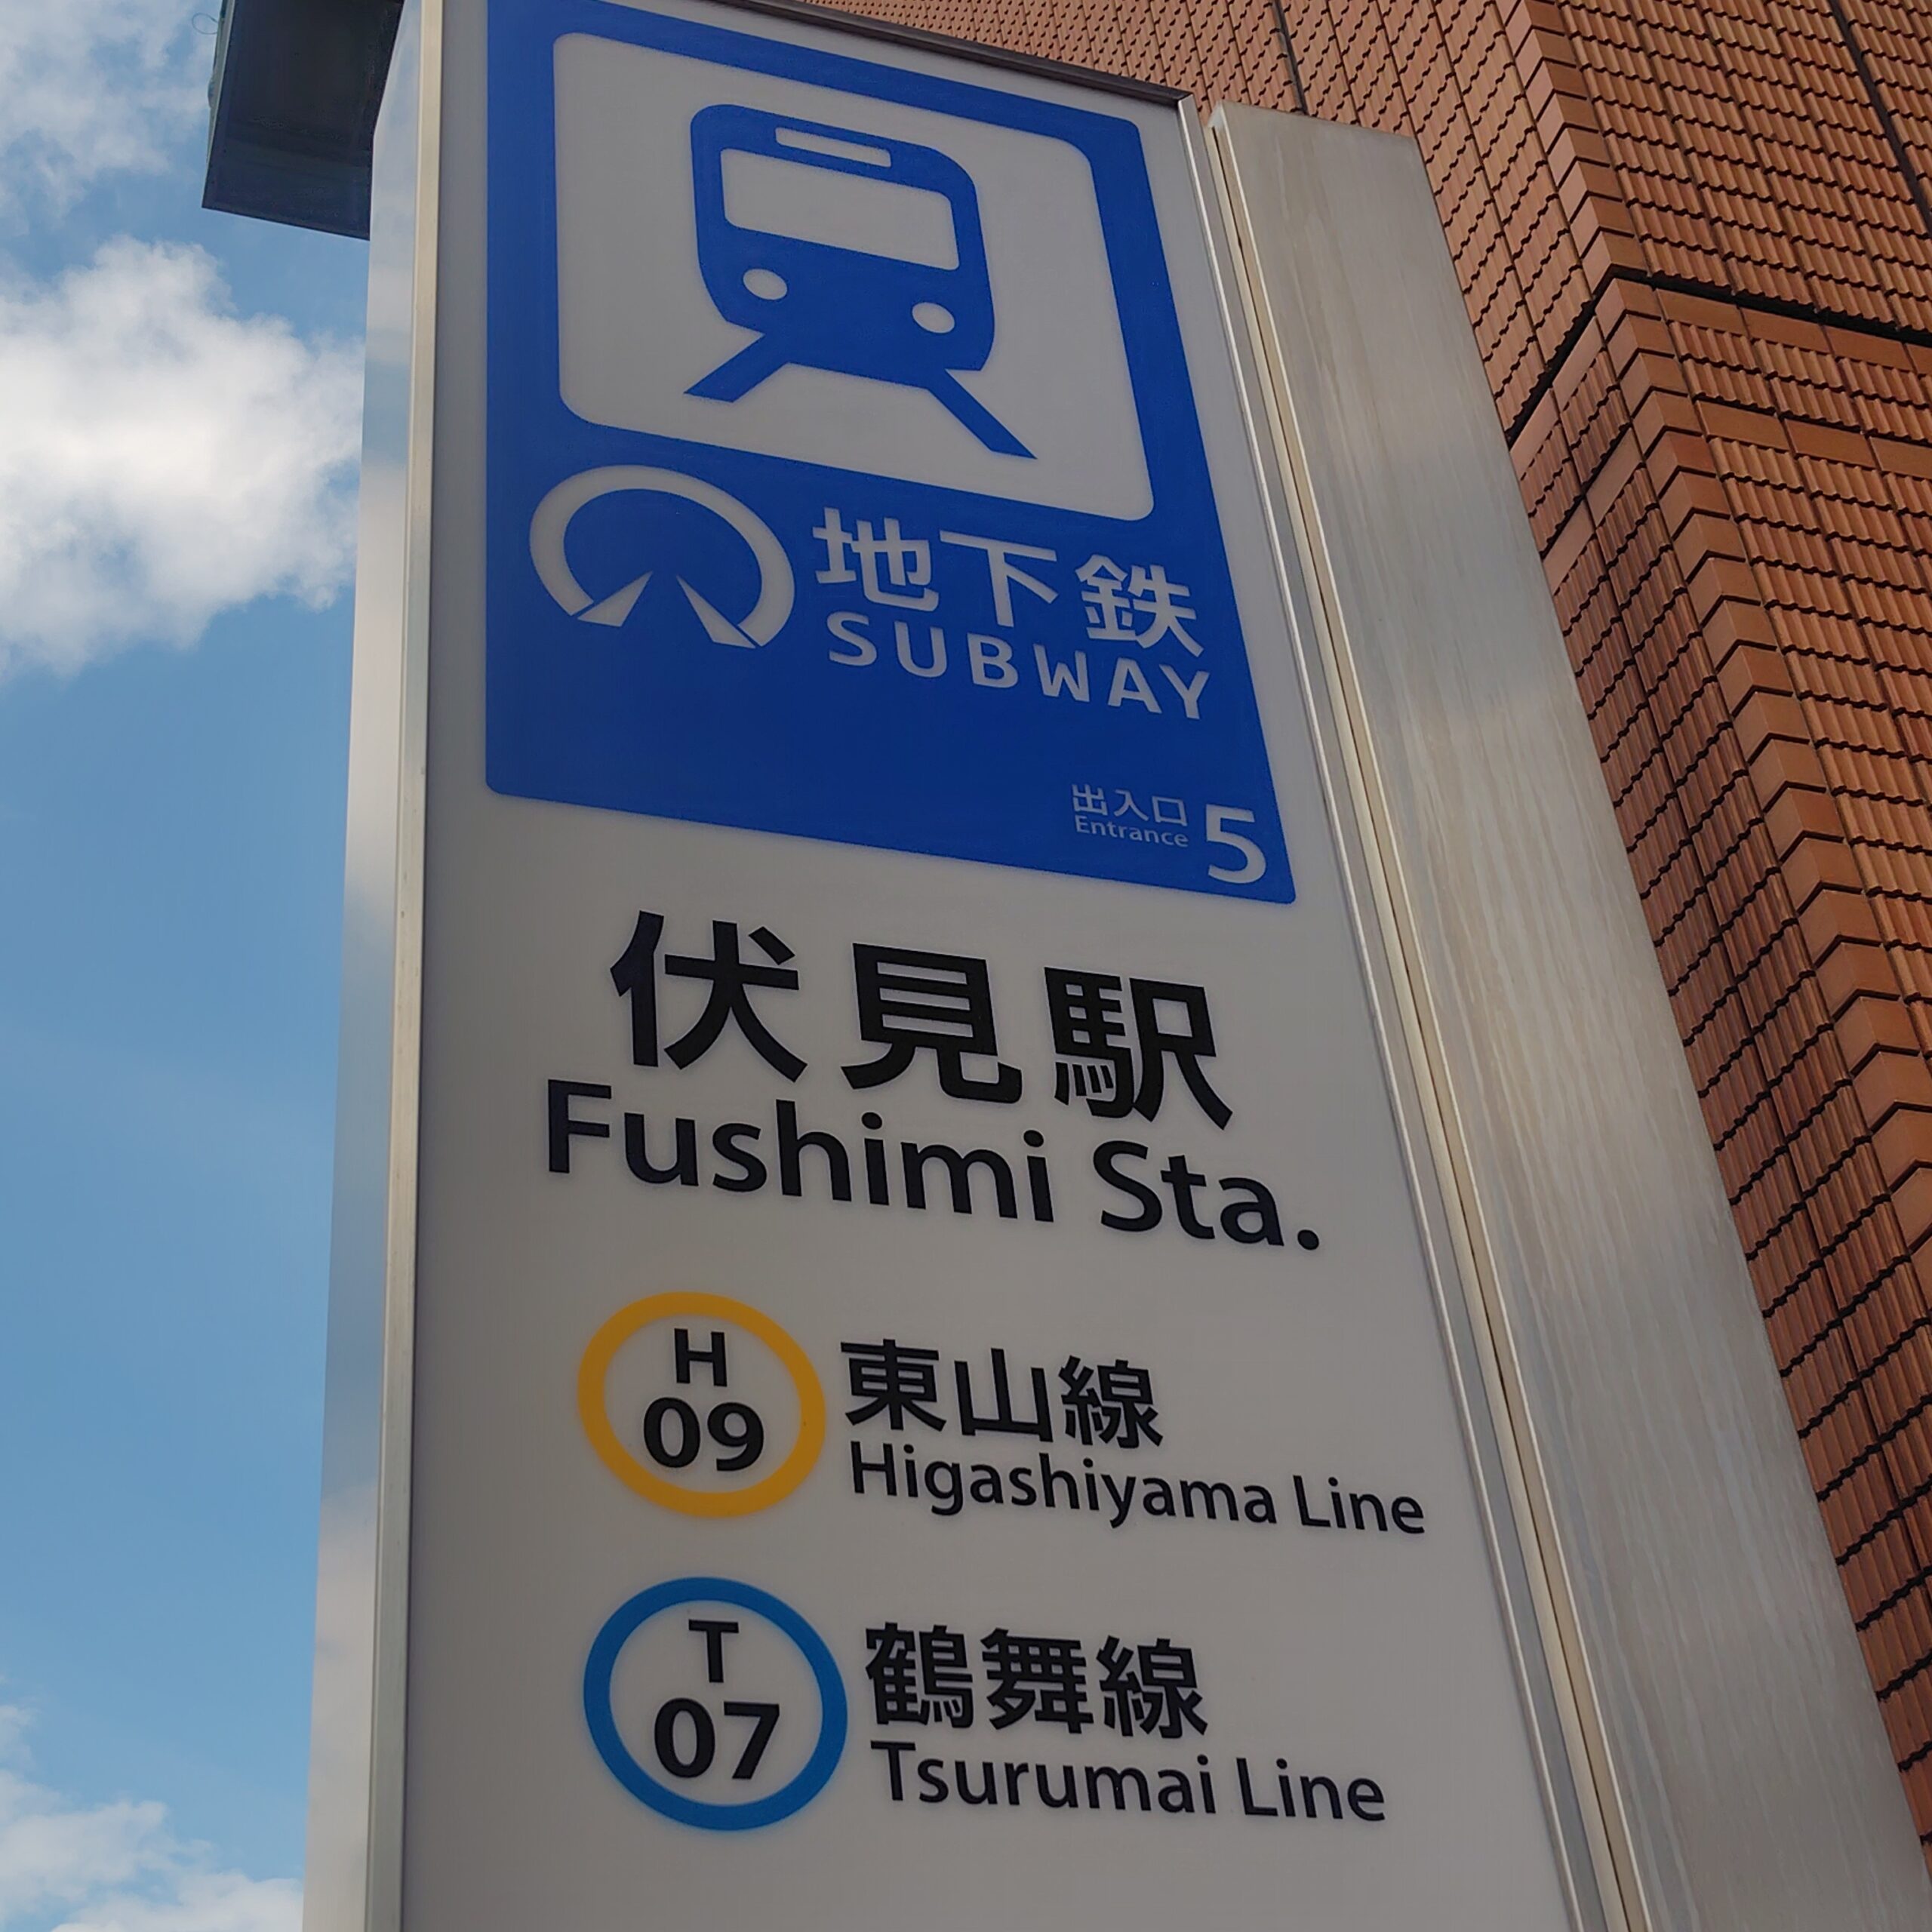 地下鉄
SUBWAY
出入口
Entrance
5
伏見駅
Fushimi Sta.
H
09
東山線
Higashiyama Line
T
07
鶴舞線
Tsurumai Line